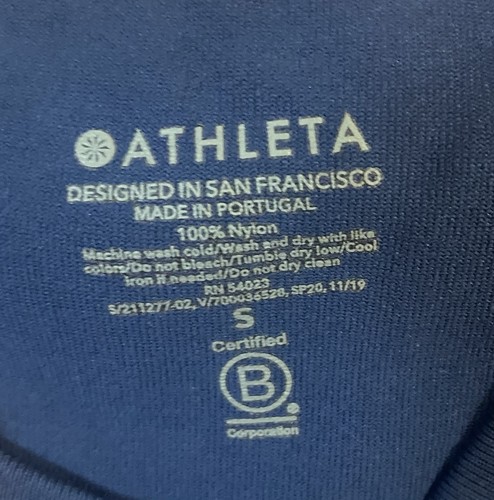 ATHLETA
DESIGNED IN SAN FRANCISCO
MADE IN PORTUGAL
100% Nylon
Machine wash cold/Wash and dry with like
colors/Do not bleach/Tumble dry low/Cool
iron if needed/Do not dry clean
RN 54023
S/211277-02, V/700036528, SP20, 11/19
S
Certified
B
Corporation